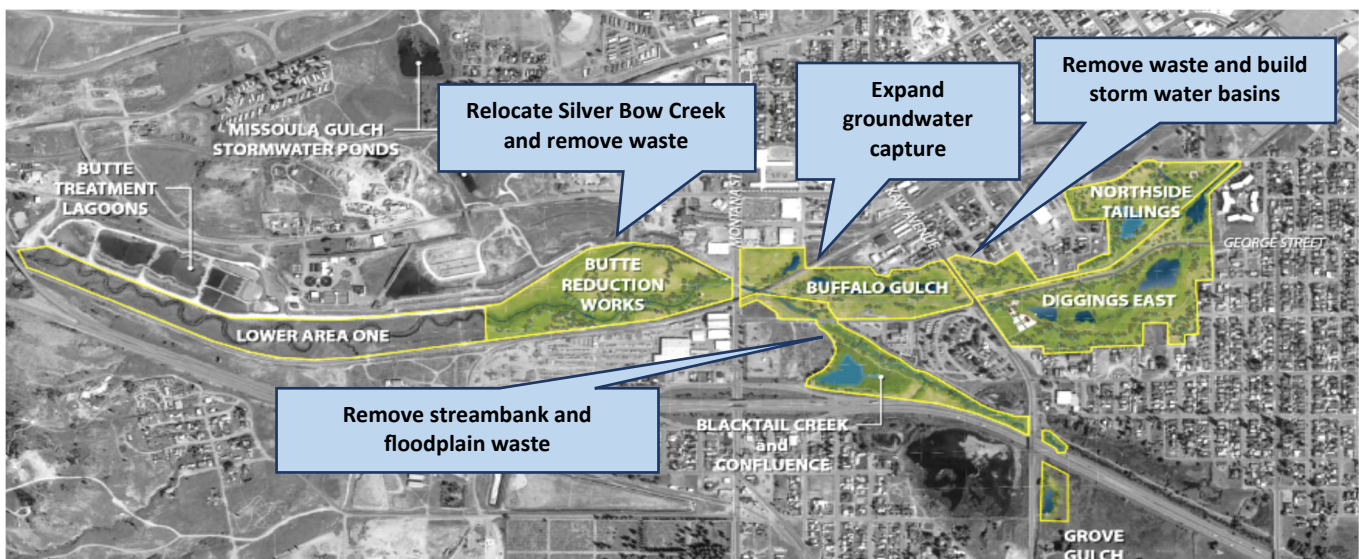 Remove waste and build
storm water basins
Expand
groundwater
capture
Relocate Silver Bow Creek
and remove waste
MISSOULA GULCH
STORMWATER PONDS
BUTTE
TREATMENT
LAGOONS
MONTANA ST
KAW AVENUE
NORTHSIDE
TAILINGS
GEORGE STREET
BUTTE
REDUCTION
WORKS
BUFFALO GULCH
DIGGINGS EAST
LOWER AREA ONE
Remove streambank and
floodplain waste
BLACKTAIL CREEK
and
CONFLUENCE
GROVE
GULCH